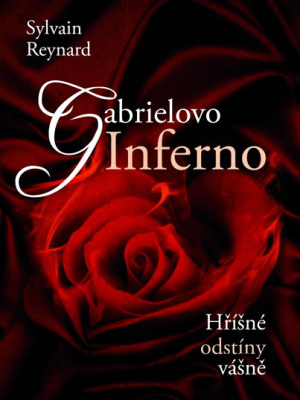 Sylvain
Reynard
Gabrielovo
Inferno
Hříšné
odstíny
vášně